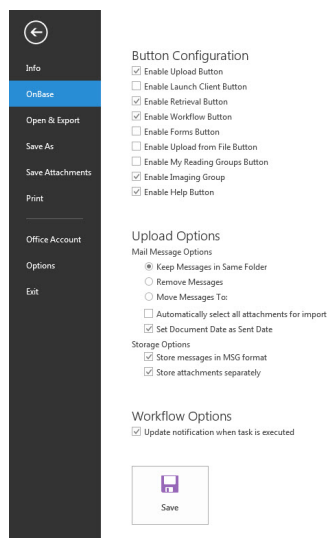 Info
OnBase
Open & Export
Save As
Save Attachments
Print
Office Account
Options
Exit
Button Configuration
Enable Upload Button
Enable Launch Client Button
Enable Retrieval Button
Enable Workflow Button
Enable Forms Button
Enable Upload from File Button
Enable My Reading Groups Button
Enable Imaging Group
Enable Help Button
Upload Options
Mail Message Options
Keep Messages in Same Folder
Remove Messages
Move Messages To:
Automatically select all attachments for import
Set Document Date as Sent Date
Storage Options
Store messages in MSG format
Store attachments separately
Workflow Options
Update notification when task is executed
Save